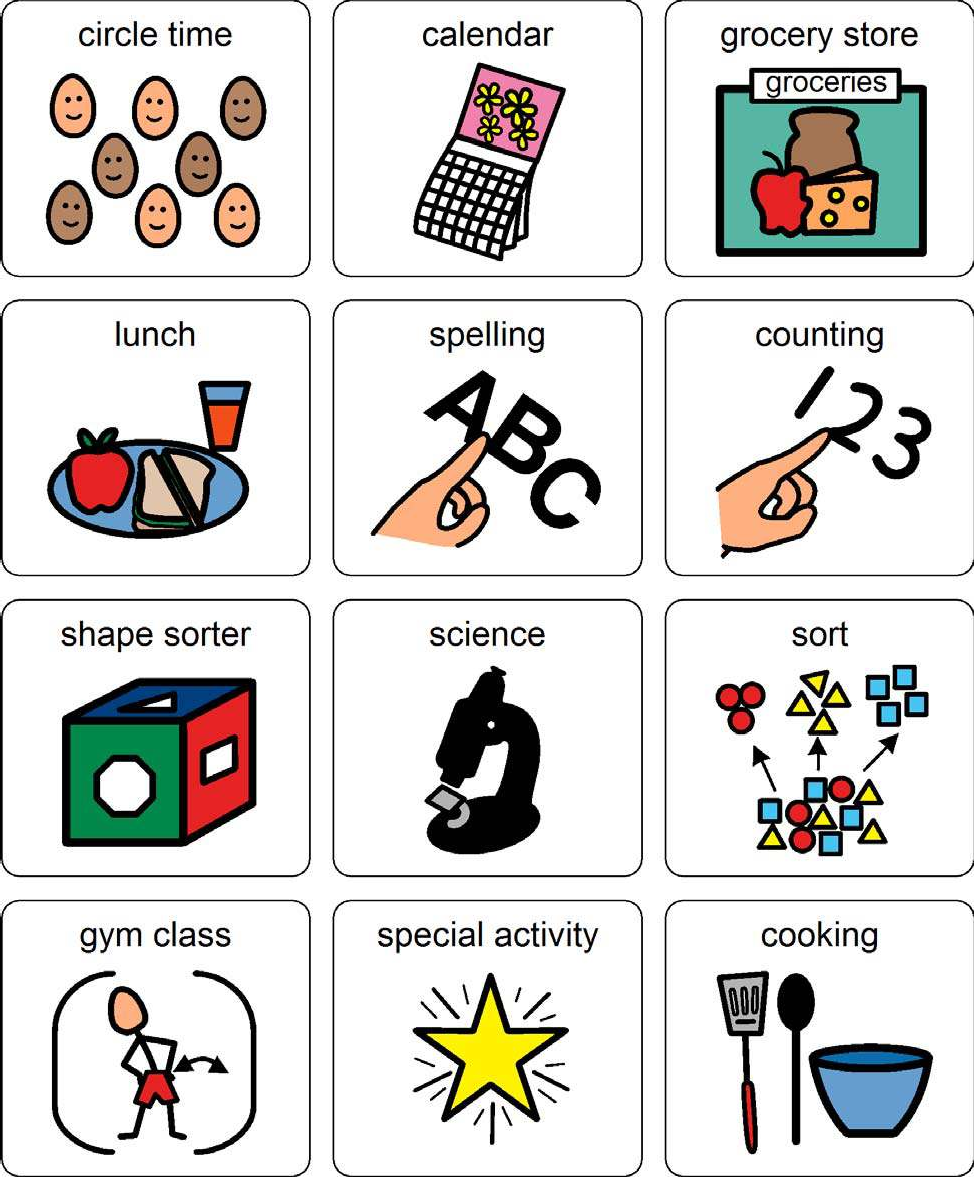 circle time
calendar
grocery store
groceries
lunch
spelling
counting
ABC
123
shape sorter
science
sort
gym class
special activity
cooking